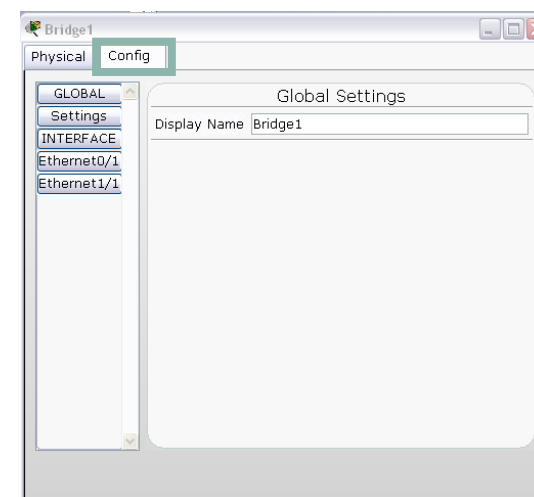 Bridge1
Physical Config
GLOBAL
Settings
INTERFACE
Ethernet0/1
Ethernet1/1
Global Settings
Display Name Bridge1